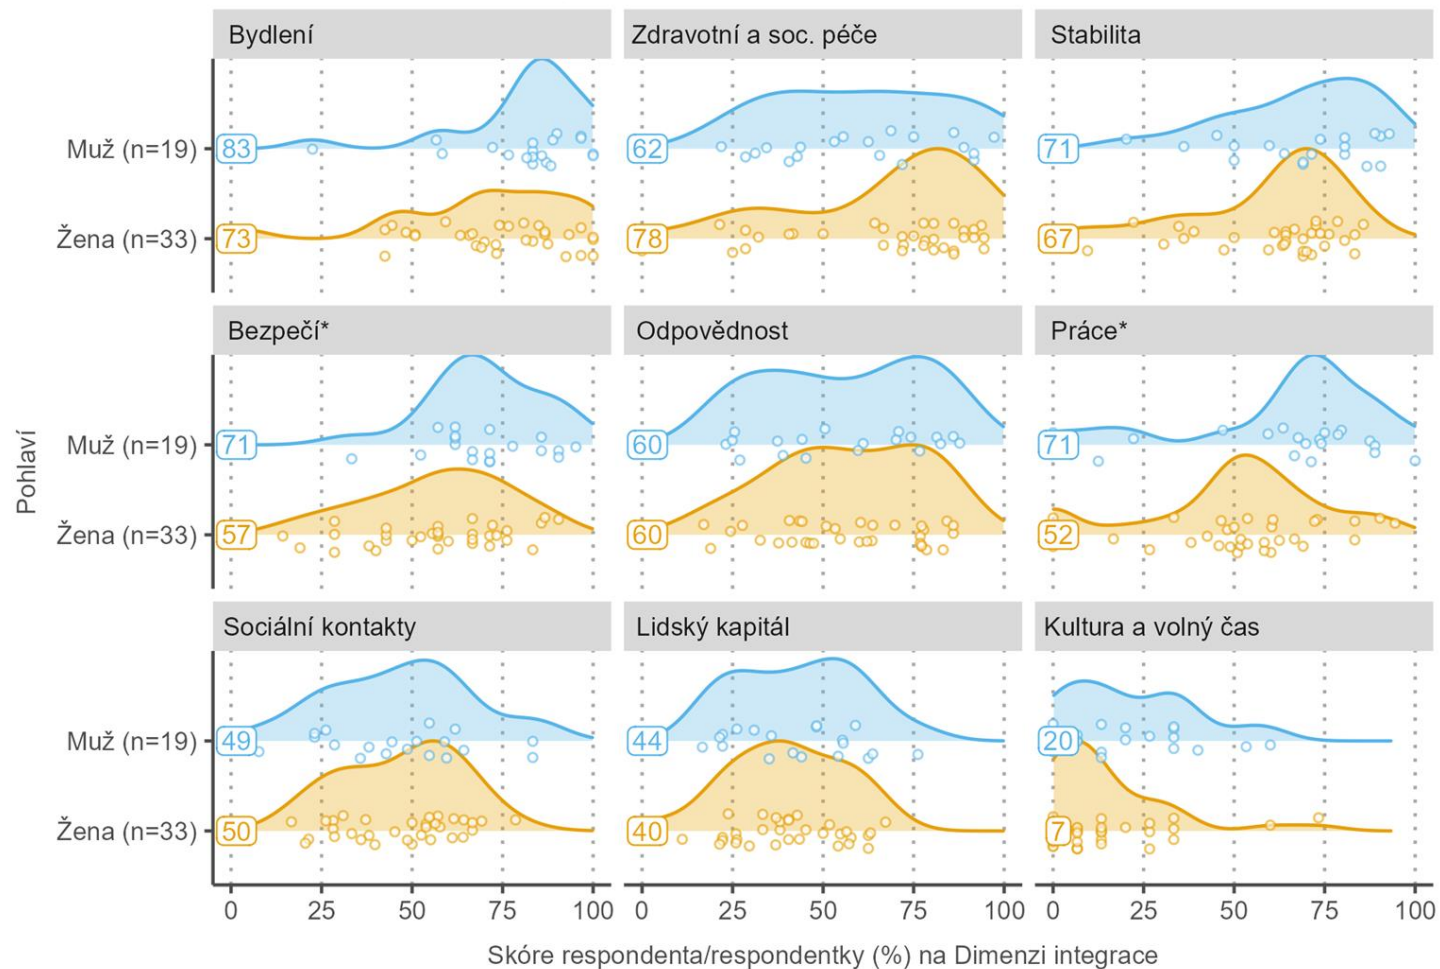 Bydlení
Zdravotní a soc. péče
Stabilita
Muž (n=19)
83
62
71
Žena (n=33)
73
78
67
Bezpečí*
Odpovědnost
Práce*
Muž (n=19)
71
60
71
Žena (n=33)
57
60
52
Pohlaví
Sociální kontakty
Lidský kapitál
Kultura a volný čas
Muž (n=19)
49
44
20
Žena (n=33)
50
40
7
0 25 50 75 100
0 25 50 75 100
0 25 50 75 100
Skóre respondenta/respondentky (%) na Dimenzi integrace